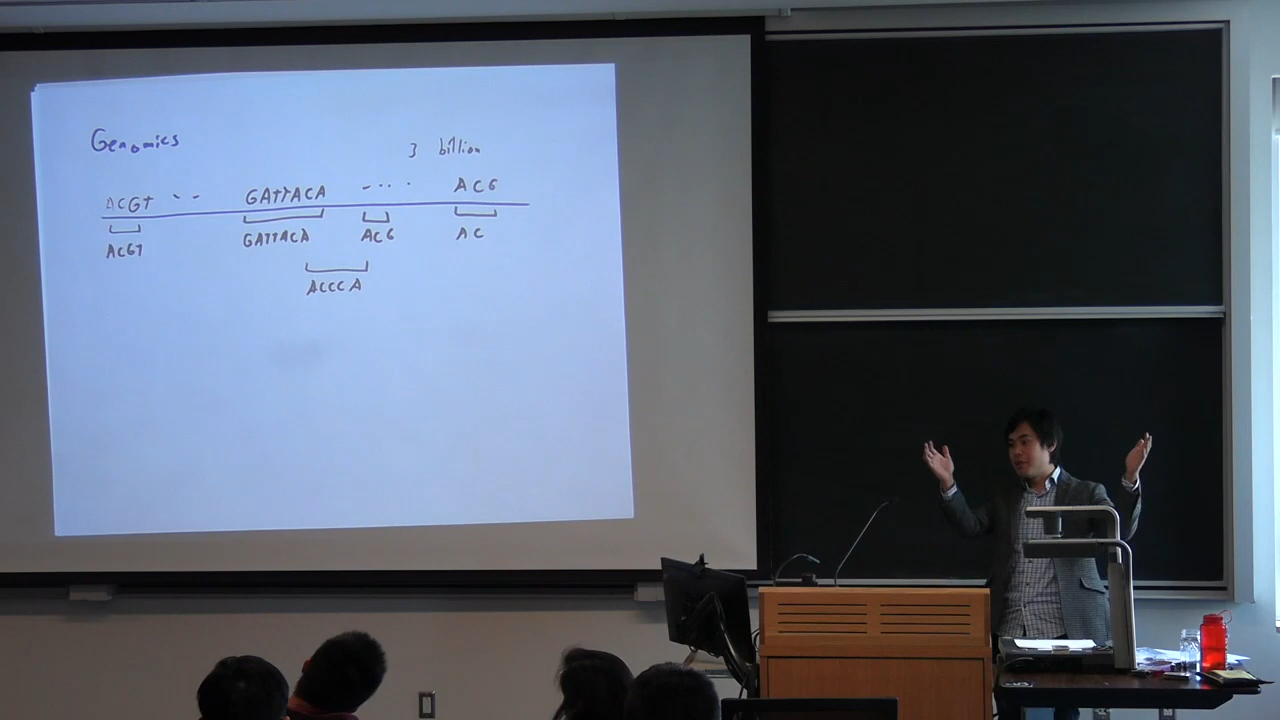 Genomics
3 billion
ACGT - - GATTACA - ... ACG
ACGT GATTACA ACG AC
ACCCA